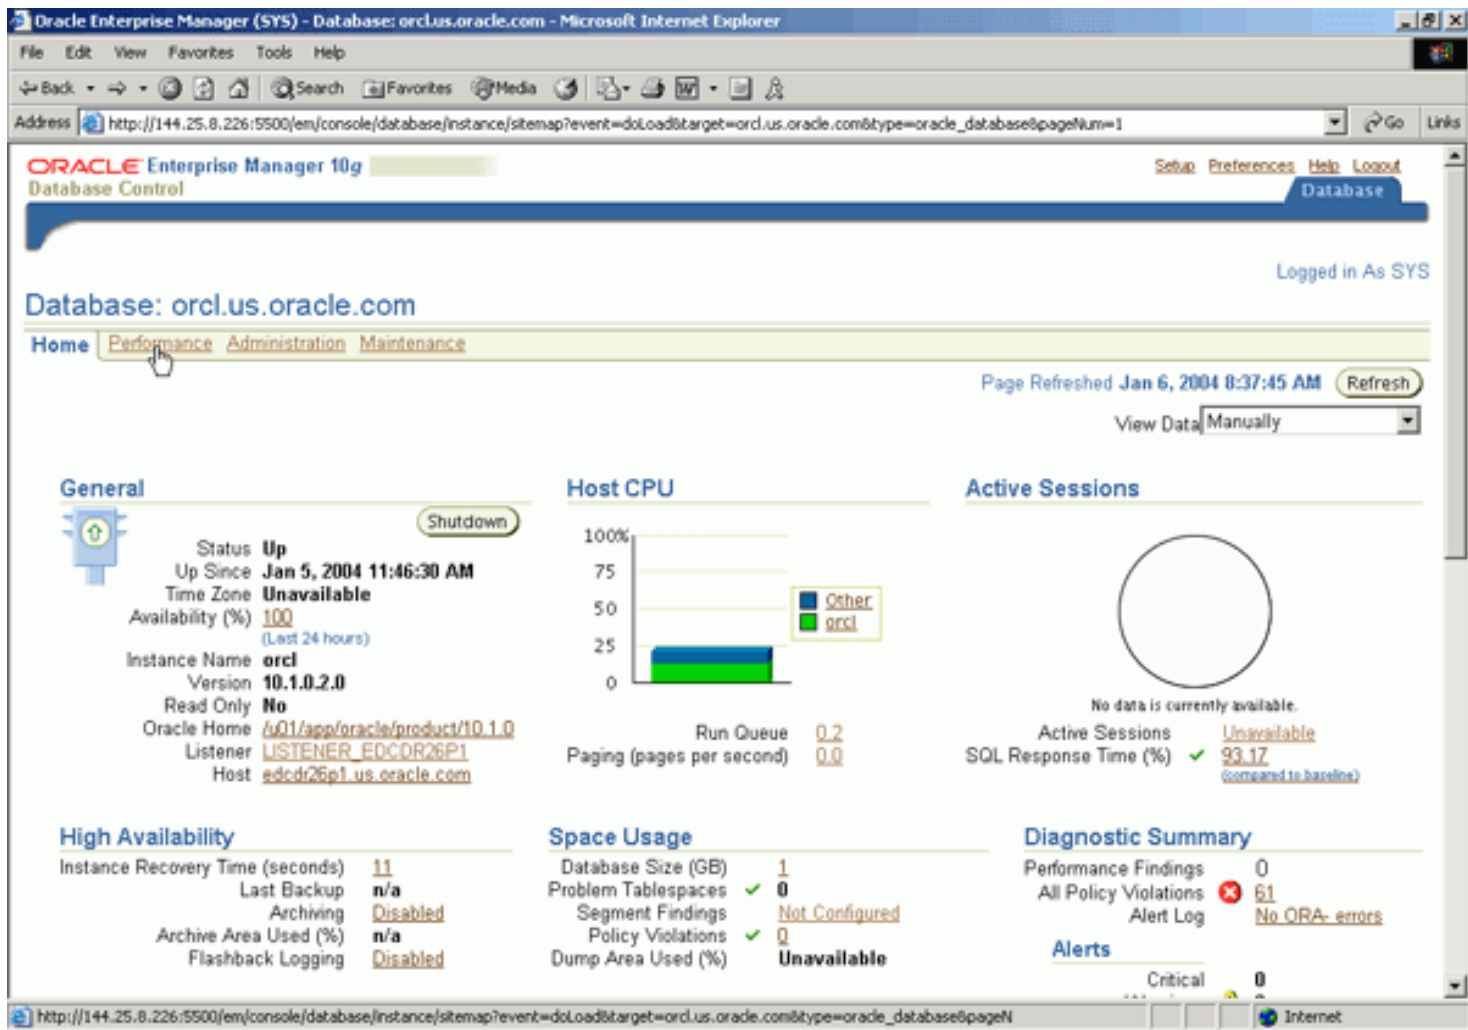 Oracle Enterprise Manager (SYS) - Database: orcl.us.oracle.com - Microsoft Internet Explorer
File Edit View Favorites Tools Help
Back Search Favorites Media
Address http://144.25.8.226:5500/em/console/database/instance/sitemap?event=doLoad&target=orcl.us.oracle.com&type=oracle_database&pageNum=1 Go Links
ORACLE Enterprise Manager 10g
Database Control
Setup Preferences Help Logout
Database
Logged in As SYS
Database: orcl.us.oracle.com
Home Performance Administration Maintenance
Page Refreshed Jan 6, 2004 8:37:45 AM Refresh
View Data Manually
General
Shutdown
Status Up
Up Since Jan 5, 2004 11:46:30 AM
Time Zone Unavailable
Availability (%) 100
(Last 24 hours)
Instance Name orcl
Version 10.1.0.2.0
Read Only No
Oracle Home /u01/app/oracle/product/10.1.0
Listener LISTENER_EDCDR26P1
Host edcdr26p1.us.oracle.com
Host CPU
100%
75
50
25
0
Other
orcl
Run Queue 0.2
Paging (pages per second) 0.0
Active Sessions
No data is currently available.
Active Sessions Unavailable
SQL Response Time (%) 93.17
(compared to baseline)
High Availability
Instance Recovery Time (seconds) 11
Last Backup n/a
Archiving Disabled
Archive Area Used (%) n/a
Flashback Logging Disabled
Space Usage
Database Size (GB) 1
Problem Tablespaces 0
Segment Findings Not Configured
Policy Violations 0
Dump Area Used (%) Unavailable
Diagnostic Summary
Performance Findings 0
All Policy Violations 61
Alert Log No ORA- errors
Alerts
Critical 0
http://144.25.8.226:5500/em/console/database/instance/sitemap?event=doLoad&target=orcl.us.oracle.com&type=oracle_database&pageN
Internet